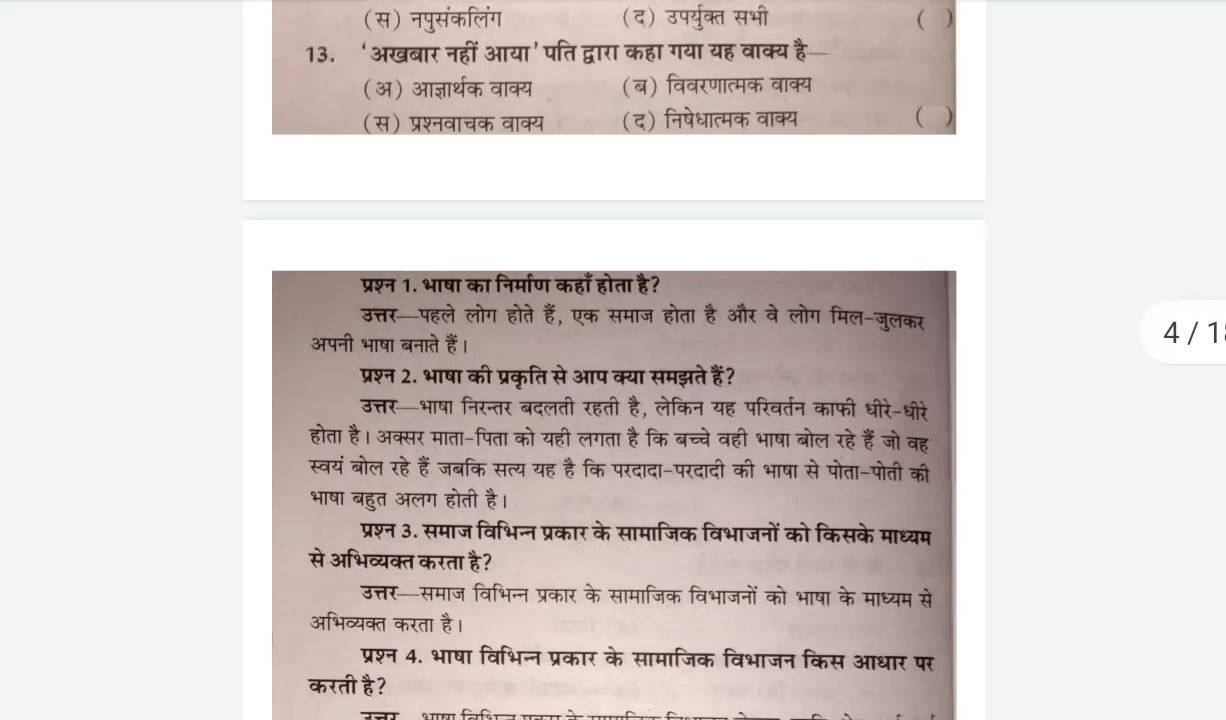 (स) नपुसंकलिंग (द) उपर्युक्त सभी ( )
13. 'अखबार नहीं आया' पति द्वारा कहा गया यह वाक्य है—
(अ) आज्ञार्थक वाक्य (ब) विवरणात्मक वाक्य
(स) प्रश्नवाचक वाक्य (द) निषेधात्मक वाक्य ( )
प्रश्न 1. भाषा का निर्माण कहाँ होता है?
उत्तर—पहले लोग होते हैं, एक समाज होता है और वे लोग मिल-जुलकर
अपनी भाषा बनाते हैं।
प्रश्न 2. भाषा की प्रकृति से आप क्या समझते हैं?
उत्तर—भाषा निरन्तर बदलती रहती है, लेकिन यह परिवर्तन काफी धीरे-धीरे
होता है। अक्सर माता-पिता को यही लगता है कि बच्चे वही भाषा बोल रहे हैं जो वह
स्वयं बोल रहे हैं जबकि सत्य यह है कि परदादा-परदादी की भाषा से पोता-पोती की
भाषा बहुत अलग होती है।
प्रश्न 3. समाज विभिन्न प्रकार के सामाजिक विभाजनों को किसके माध्यम
से अभिव्यक्त करता है?
उत्तर—समाज विभिन्न प्रकार के सामाजिक विभाजनों को भाषा के माध्यम से
अभिव्यक्त करता है।
प्रश्न 4. भाषा विभिन्न प्रकार के सामाजिक विभाजन किस आधार पर
करती है?
4 / 18